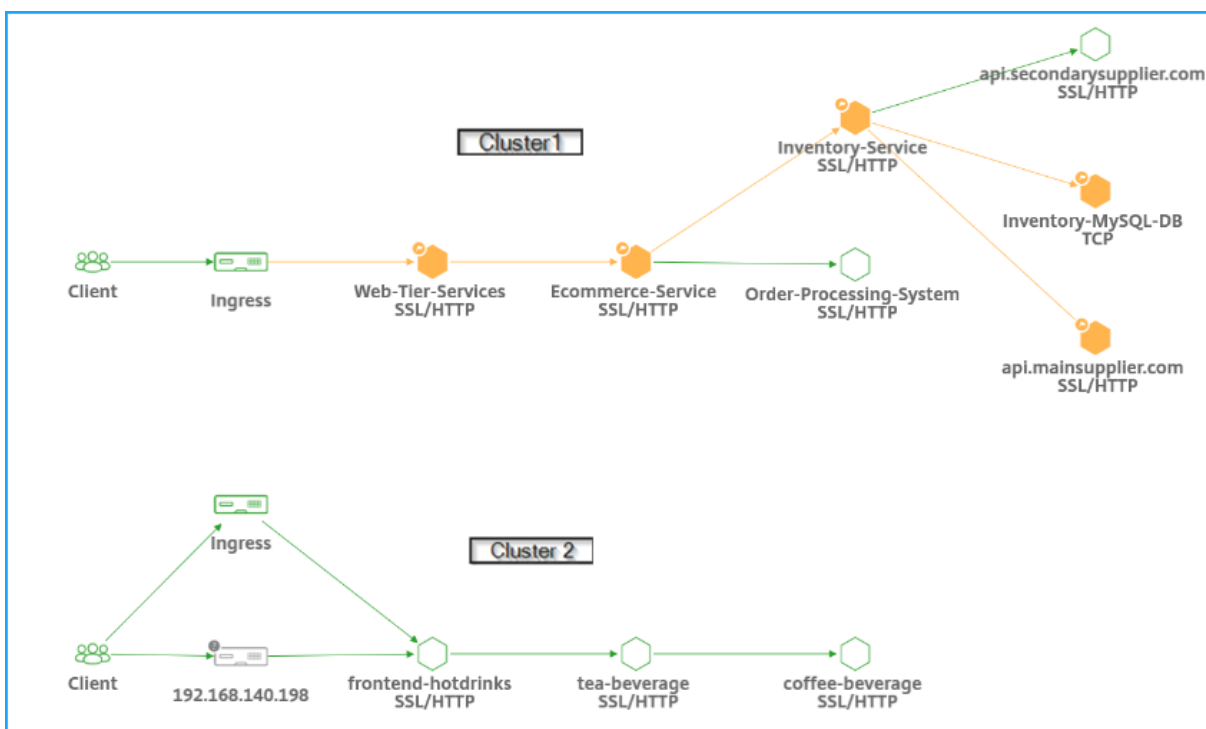 api.secondarysupplier.com
SSL/HTTP
Cluster1
Inventory-Service
SSL/HTTP
Inventory-MySQL-DB
TCP
Client
Ingress
Web-Tier-Services
SSL/HTTP
Ecommerce-Service
SSL/HTTP
Order-Processing-System
SSL/HTTP
api.mainsupplier.com
SSL/HTTP
Ingress
Cluster 2
Client
192.168.140.198
frontend-hotdrinks
SSL/HTTP
tea-beverage
SSL/HTTP
coffee-beverage
SSL/HTTP